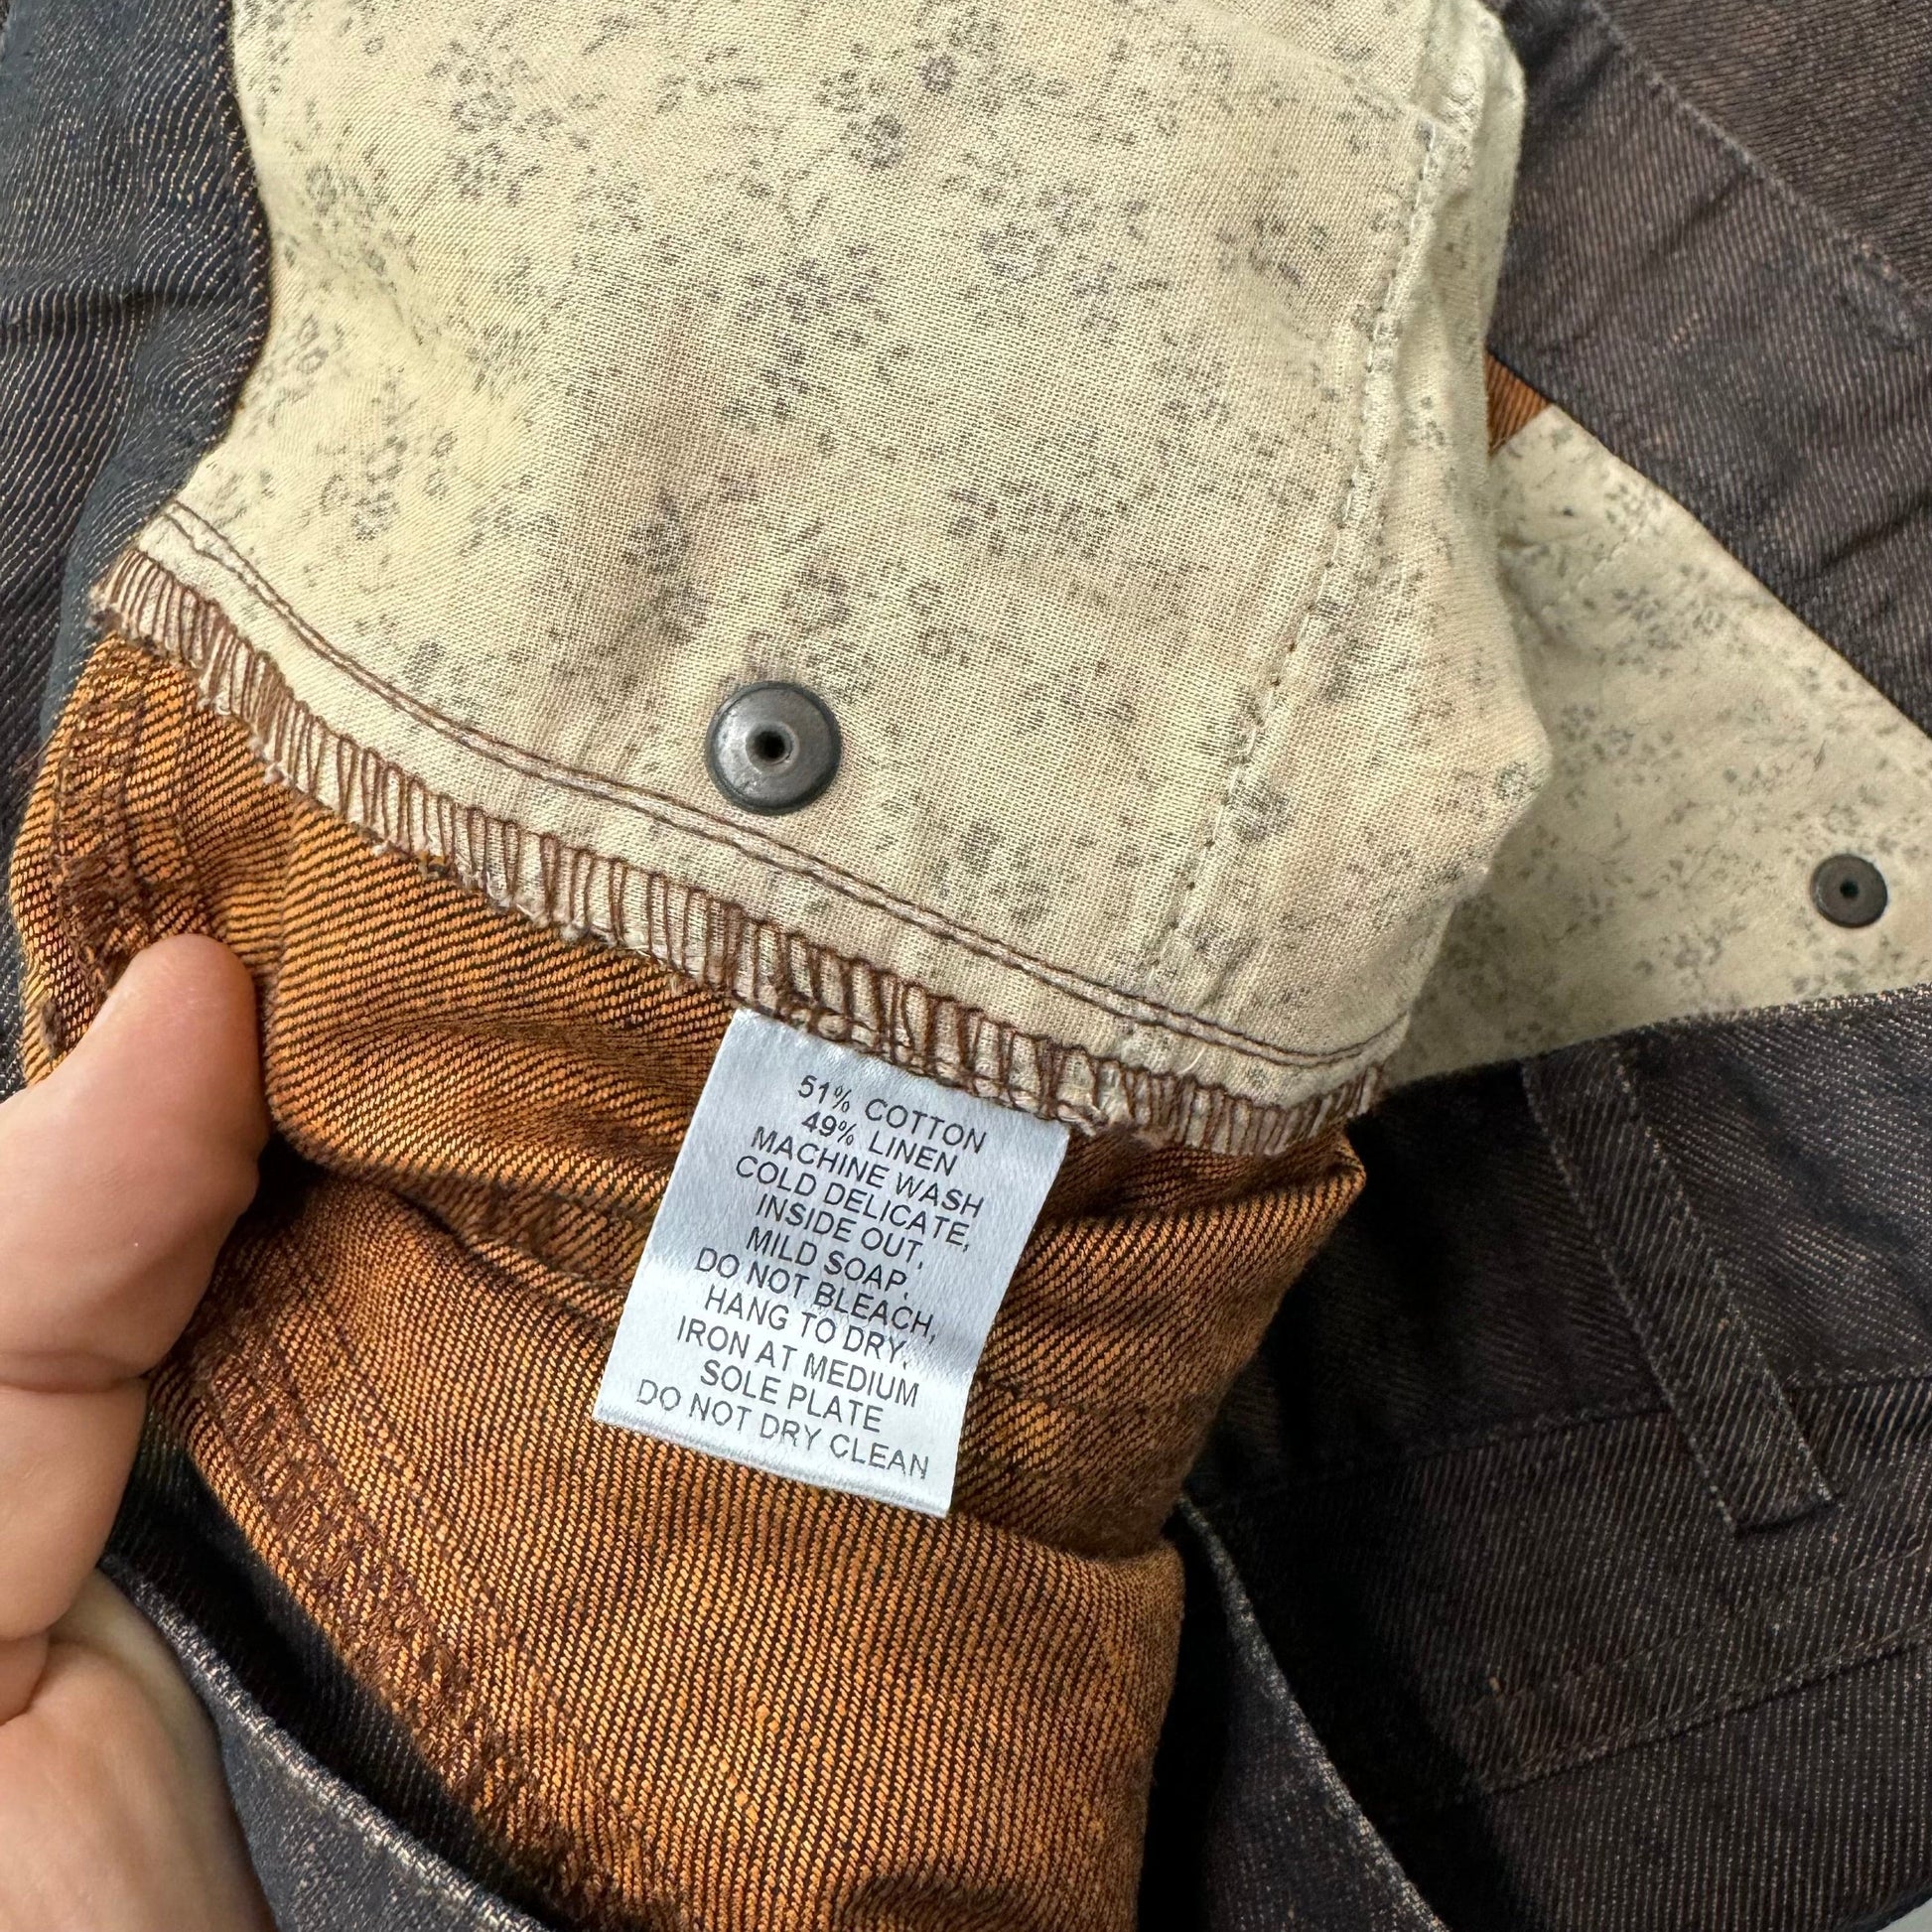 51% COTTON
49% LINEN
MACHINE WASH
COLD DELICATE,
INSIDE OUT,
MILD SOAP,
DO NOT BLEACH,
HANG TO DRY,
IRON AT MEDIUM
SOLE PLATE
DO NOT DRY CLEAN